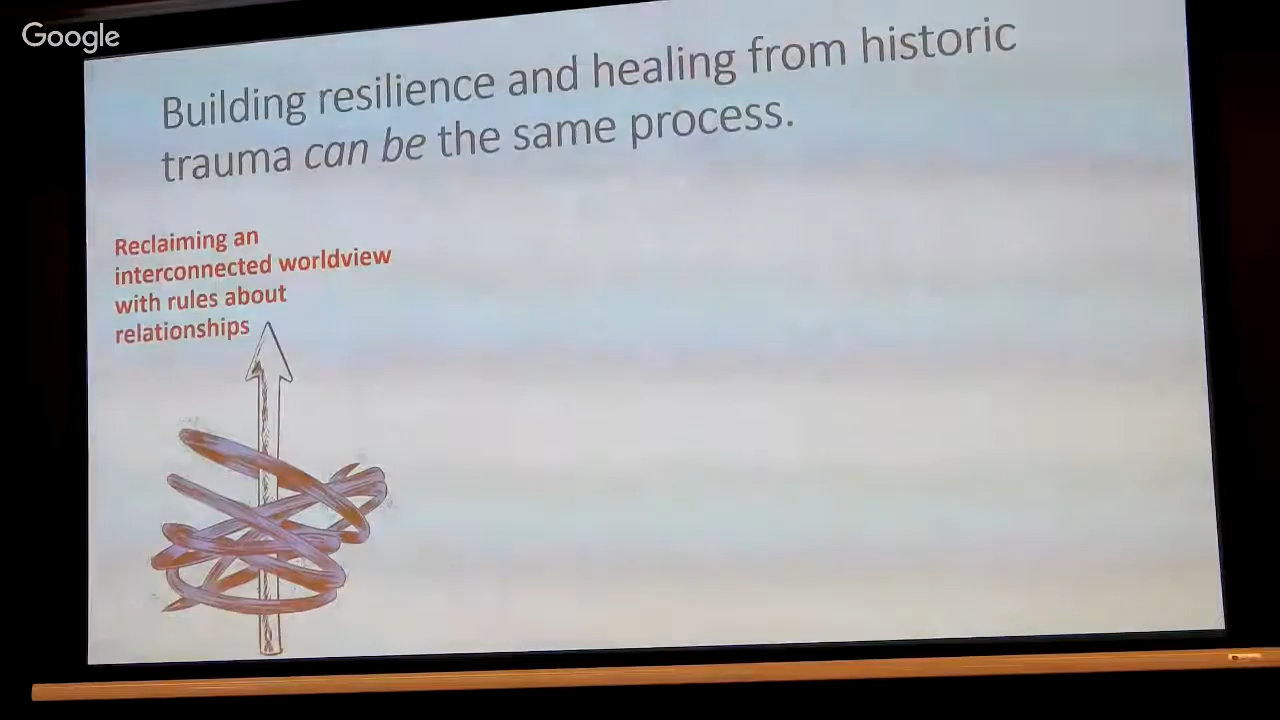 Google
Building resilience and healing from historic
trauma can be the same process.
Reclaiming an
interconnected worldview
with rules about
relationships